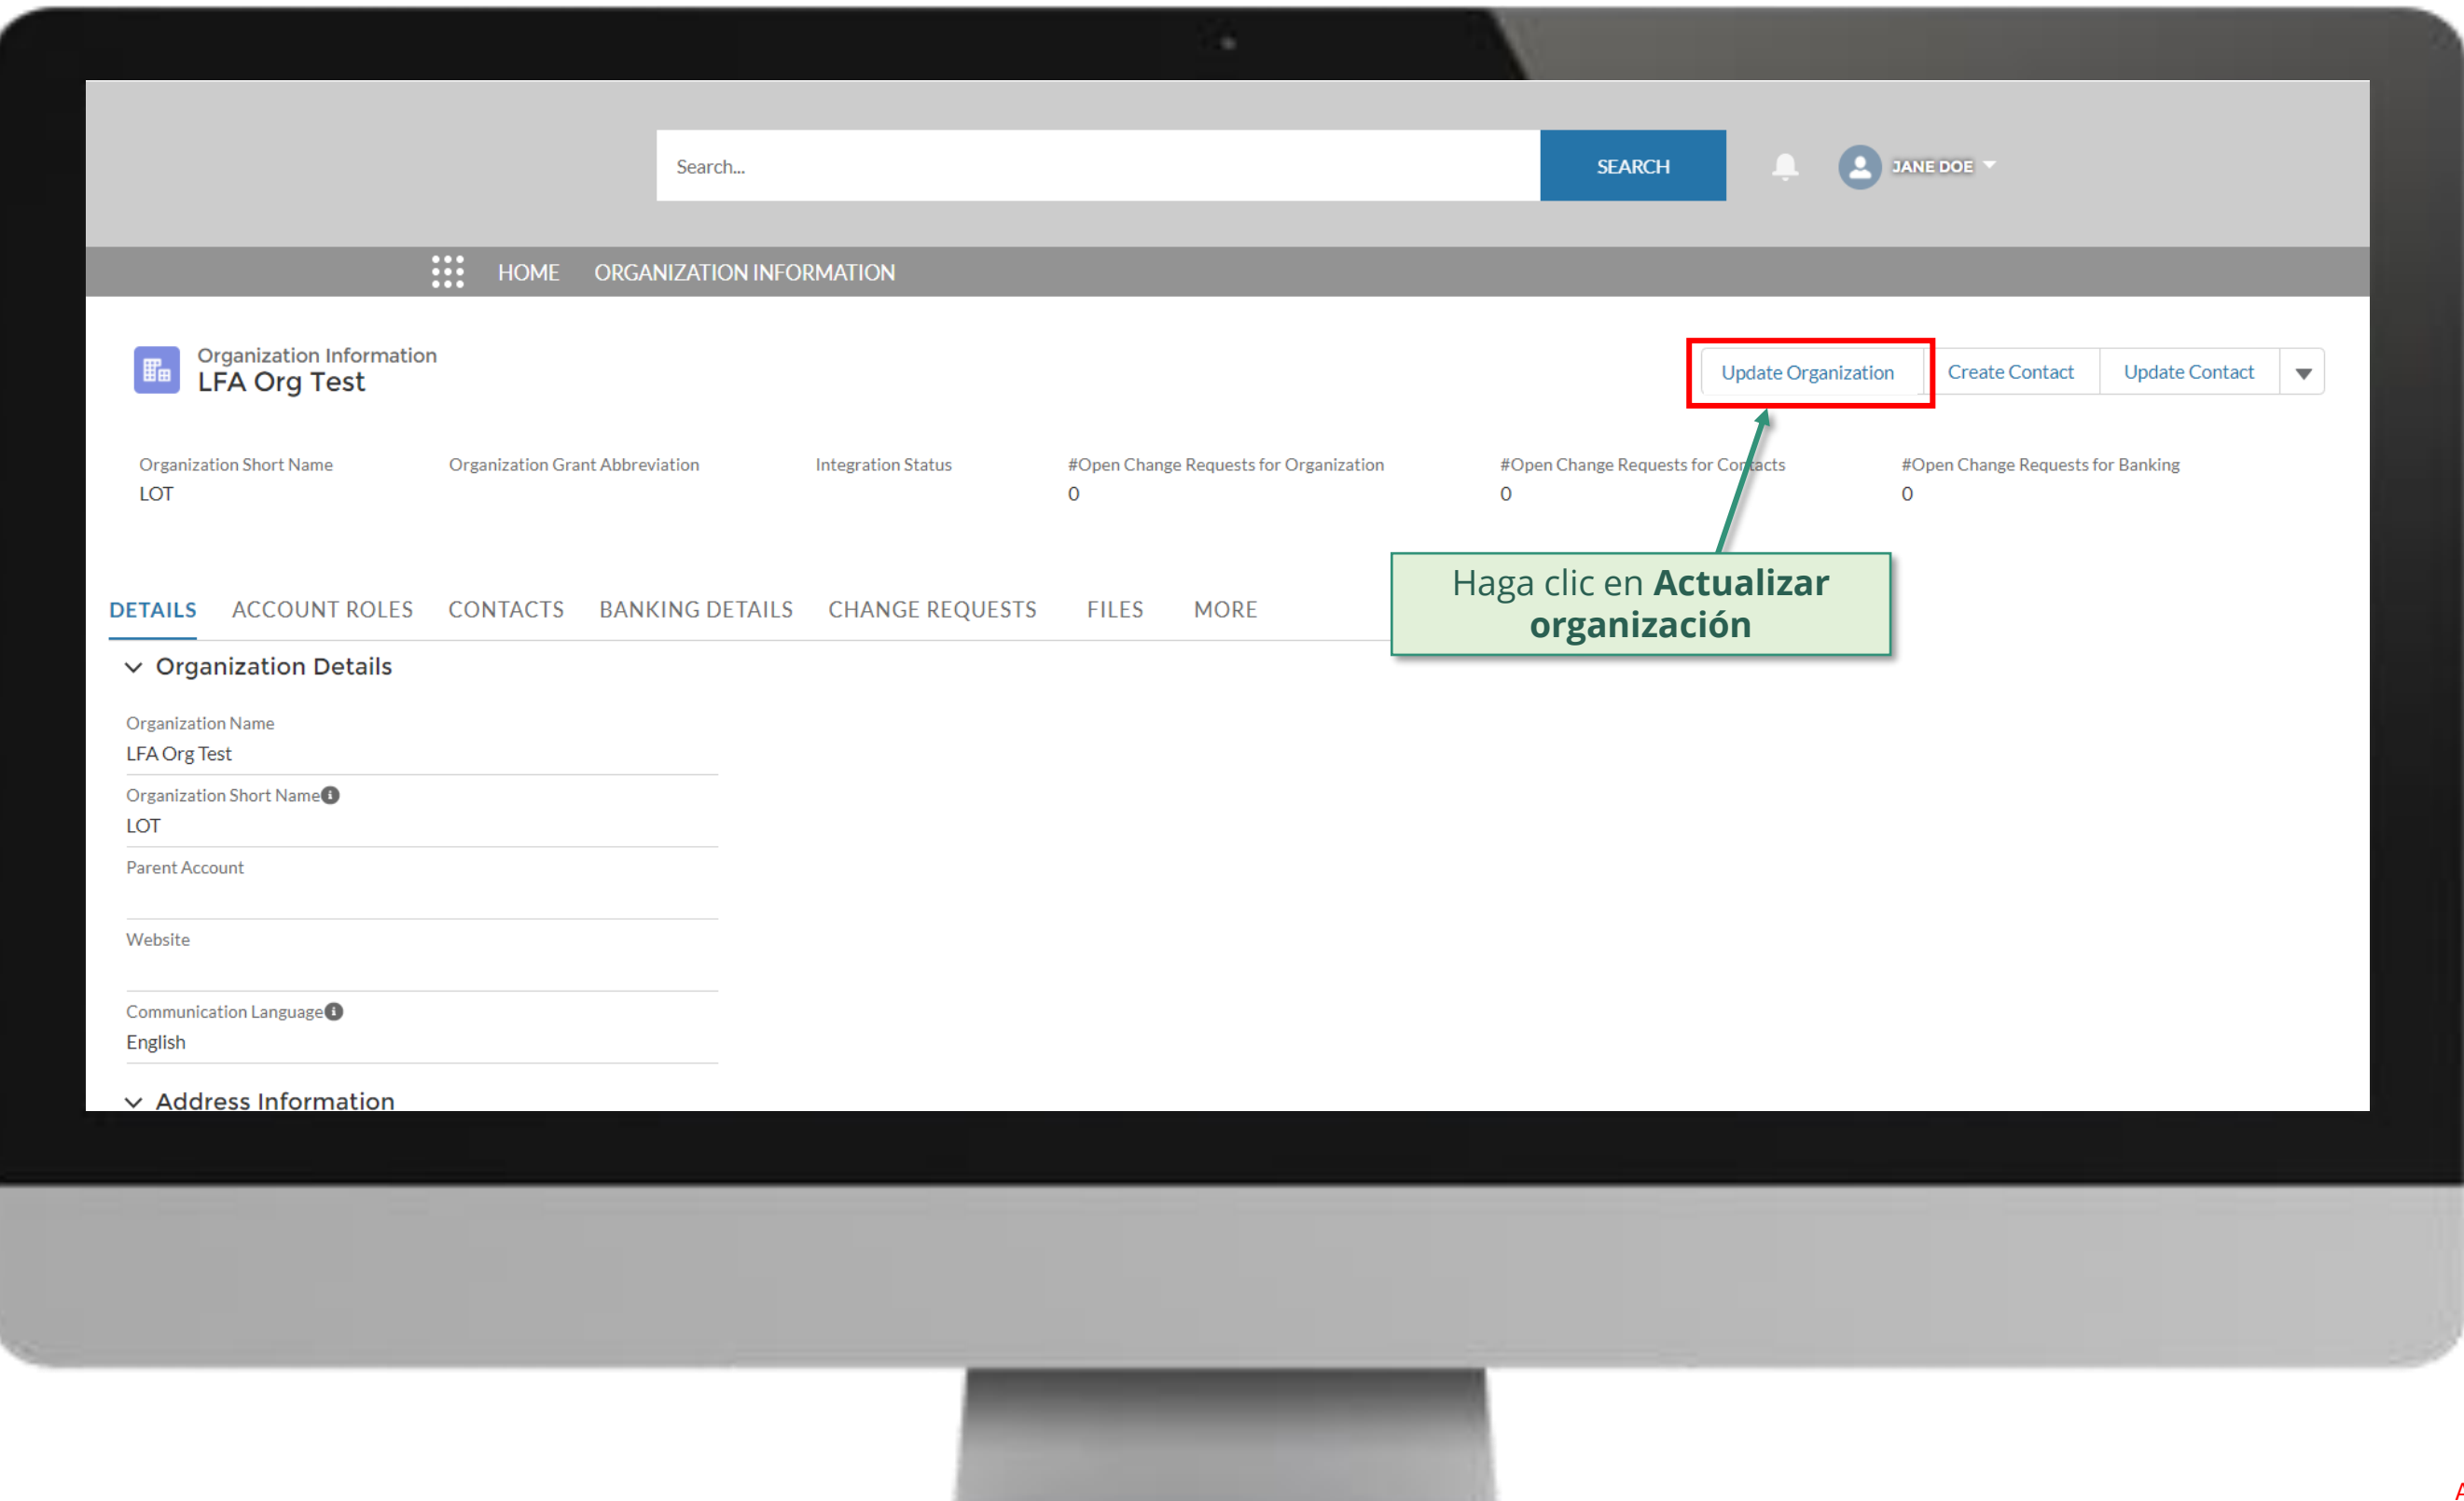 Search...
SEARCH
JANE DOE
HOME ORGANIZATION INFORMATION
Organization Information
LFA Org Test
Update Organization Create Contact Update Contact
Organization Short Name Organization Grant Abbreviation Integration Status #Open Change Requests for Organization #Open Change Requests for Contacts #Open Change Requests for Banking
LOT 0 0 0
Haga clic en Actualizar
organización
DETAILS ACCOUNT ROLES CONTACTS BANKING DETAILS CHANGE REQUESTS FILES MORE
Organization Details
Organization Name
LFA Org Test
Organization Short Name
LOT
Parent Account
Website
Communication Language
English
Address Information